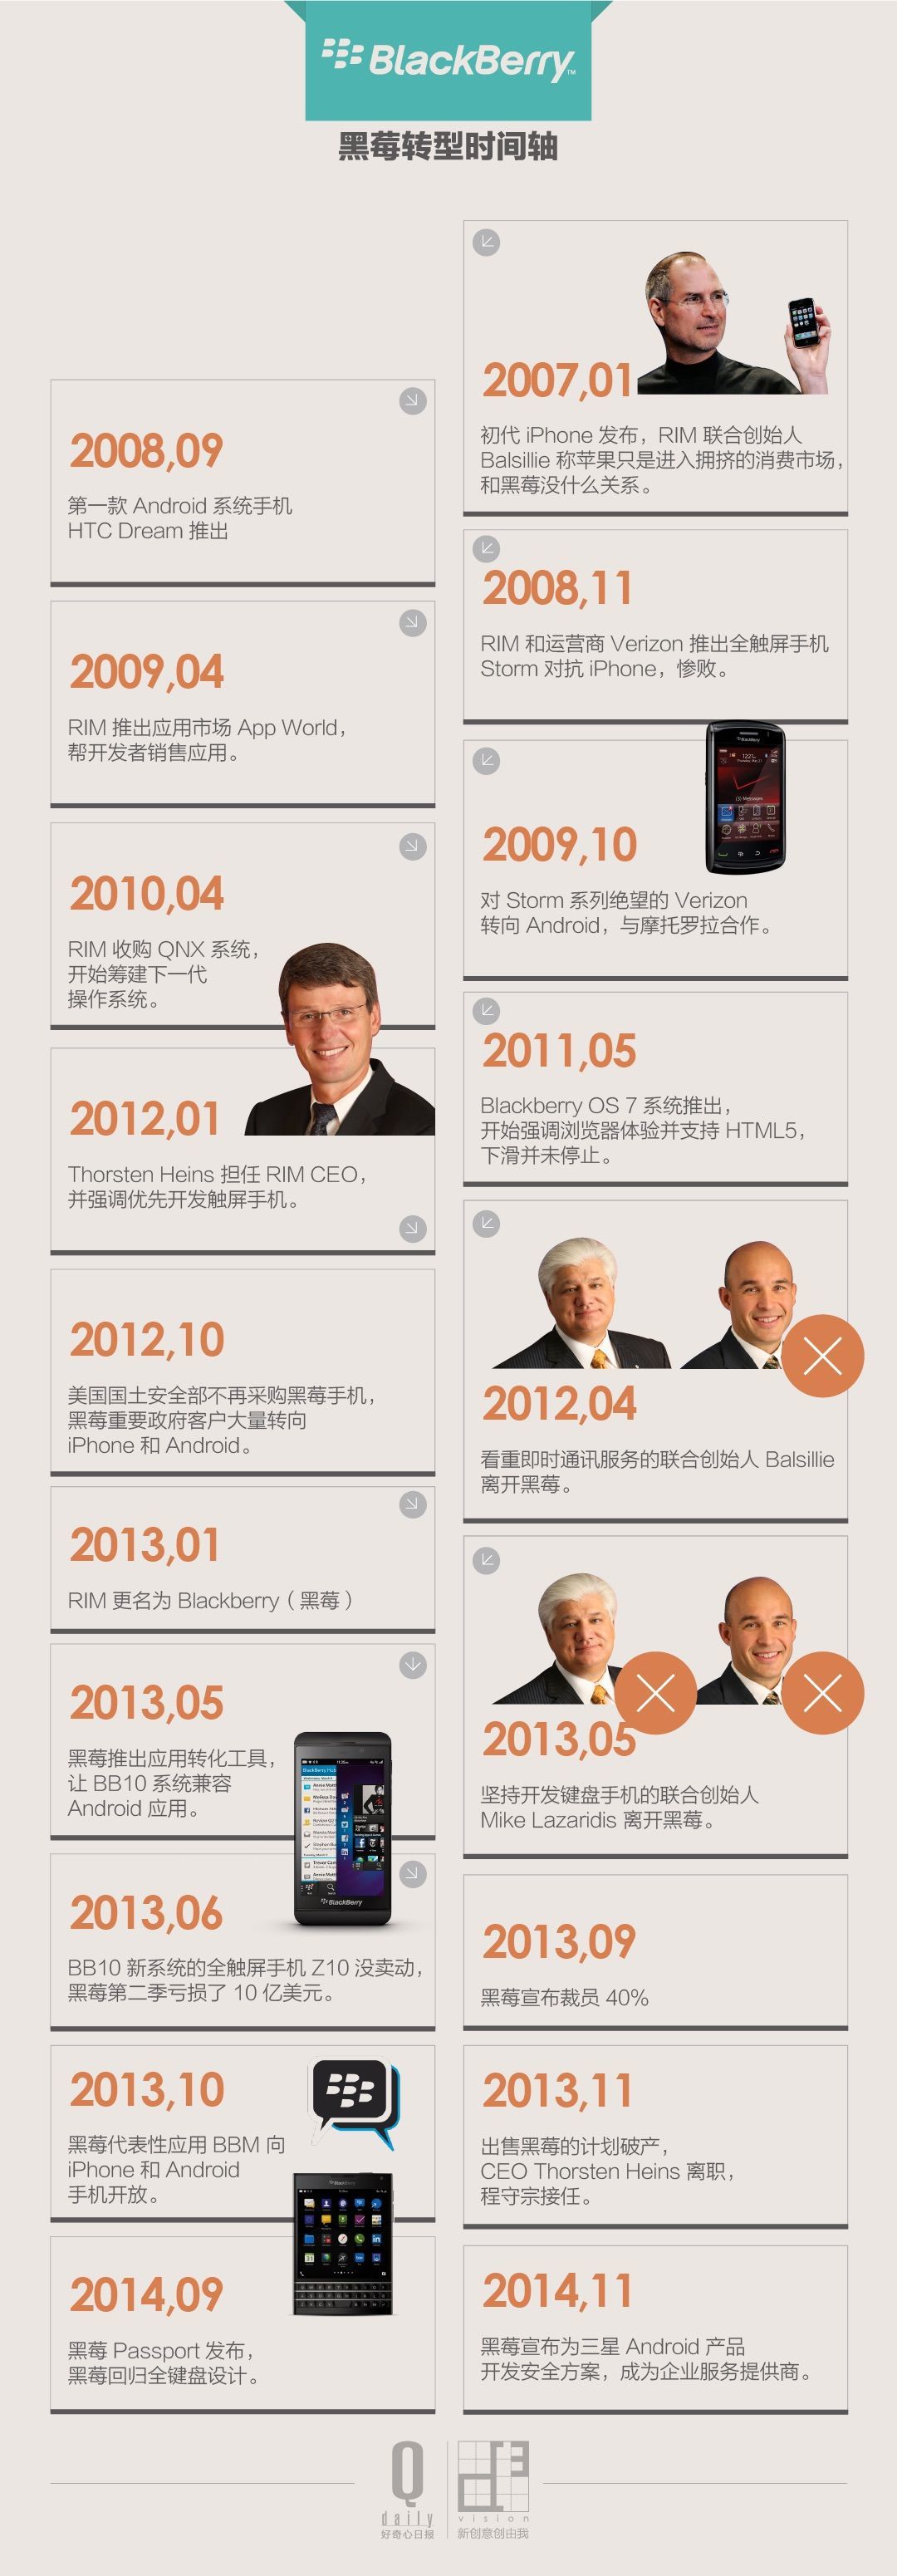 BlackBerry™
黑莓转型时间轴
2007,01
初代 iPhone 发布，RIM 联合创始人
Balsillie 称苹果只是进入拥挤的消费市场，
和黑莓没什么关系。
2008,09
第一款 Android 系统手机
HTC Dream 推出
2008,11
RIM 和运营商 Verizon 推出全触屏手机
Storm 对抗 iPhone，惨败。
2009,04
RIM 推出应用市场 App World，
帮开发者销售应用。
2009,10
对 Storm 系列绝望的 Verizon
转向 Android，与摩托罗拉合作。
2010,04
RIM 收购 QNX 系统，
开始筹建下一代
操作系统。
2011,05
Blackberry OS 7 系统推出，
开始强调浏览器体验并支持 HTML5，
下滑并未停止。
2012,01
Thorsten Heins 担任 RIM CEO，
并强调优先开发触屏手机。
2012,04
看重即时通讯服务的联合创始人 Balsillie
离开黑莓。
2012,10
美国国土安全部不再采购黑莓手机，
黑莓重要政府客户大量转向
iPhone 和 Android。
2013,01
RIM 更名为 Blackberry（黑莓）
2013,05
黑莓推出应用转化工具，
让 BB10 系统兼容
Android 应用。
2013,05
坚持开发键盘手机的联合创始人
Mike Lazaridis 离开黑莓。
2013,06
BB10 新系统的全触屏手机 Z10 没卖动，
黑莓第二季亏损了 10 亿美元。
BlackBerry
2013,09
黑莓宣布裁员 40%
2013,10
黑莓代表性应用 BBM 向
iPhone 和 Android
手机开放。
2013,11
出售黑莓的计划破产，
CEO Thorsten Heins 离职，
程守宗接任。
2014,09
黑莓 Passport 发布，
黑莓回归全键盘设计。
2014,11
黑莓宣布为三星 Android 产品
开发安全方案，成为企业服务提供商。
Q
daily
好奇心日报
vision
新创意创由我